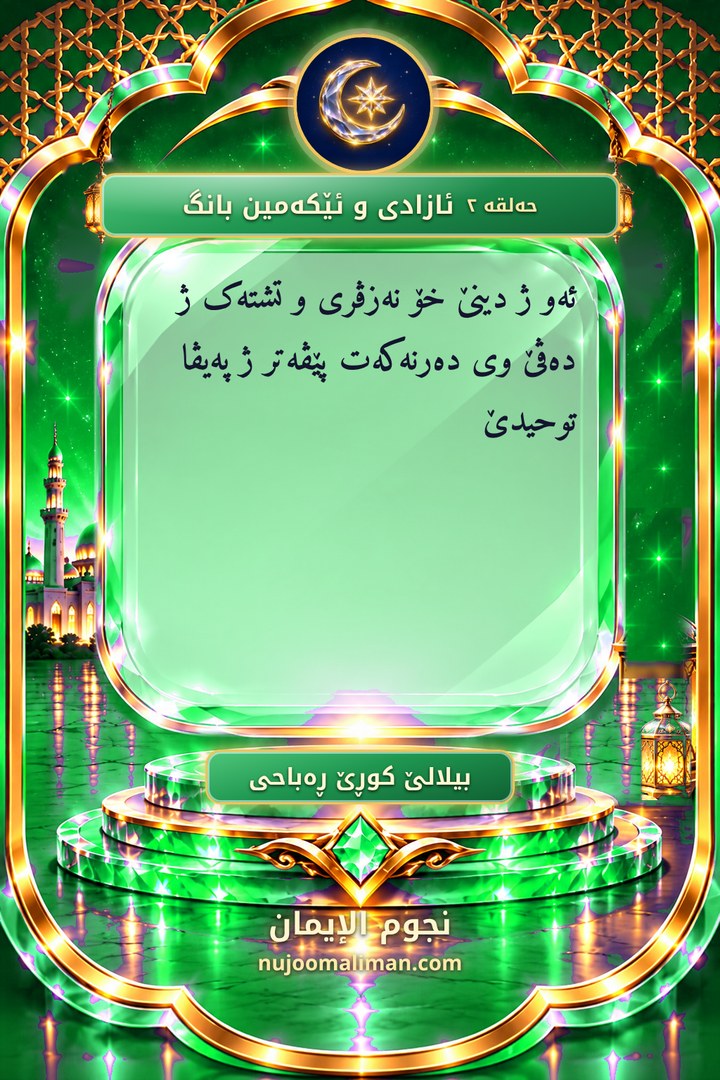 حەلقە ٢ ئازادی و ئێکەمین بانگ
ئەو ژ دینێ خۆ نەزڤری و تشتەک ژ
دەڤێ وی دەرنەکەت پێڤەتر ژ پەیڤا
توحیدێ
بیلالێ کوڕێ ڕەباحی
نجوم الإيمان
nujoomaliman.com